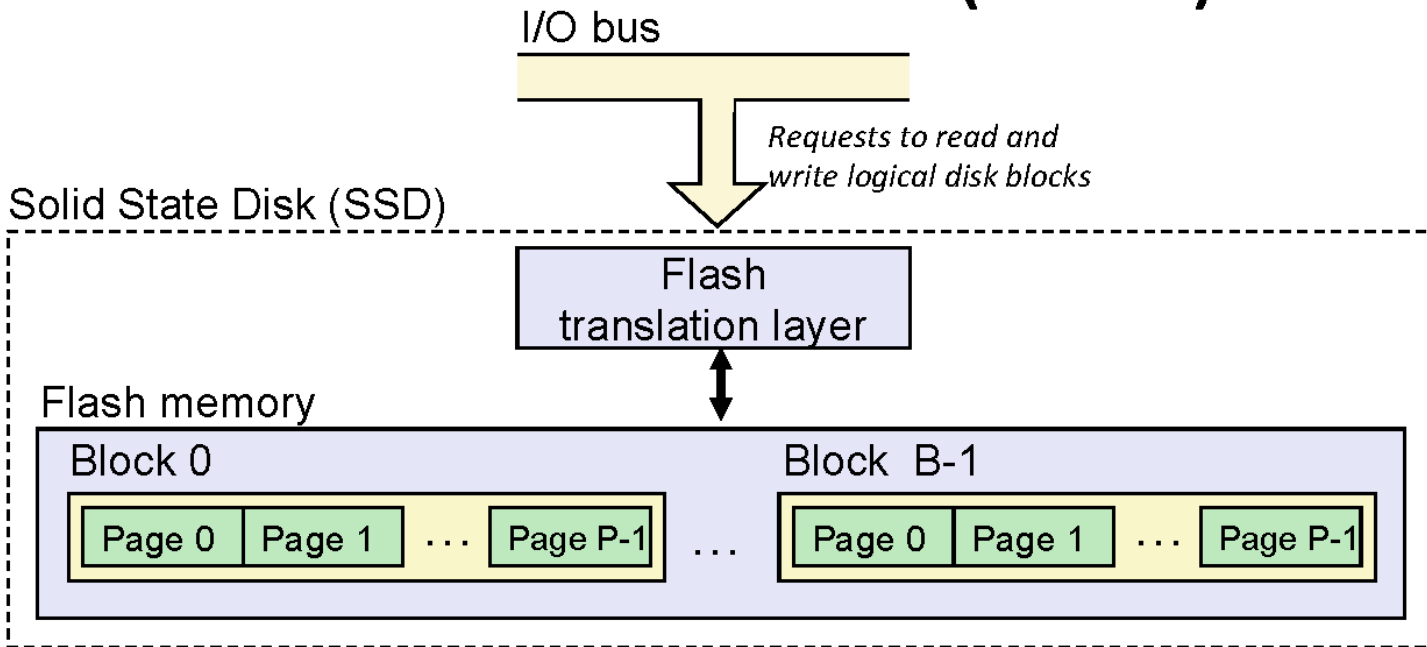 I/O bus
Requests to read and
write logical disk blocks
Solid State Disk (SSD)
Flash
translation layer
Flash memory
Block 0
Block B-1
Page 0 Page 1 ... Page P-1 ... Page 0 Page 1 ... Page P-1